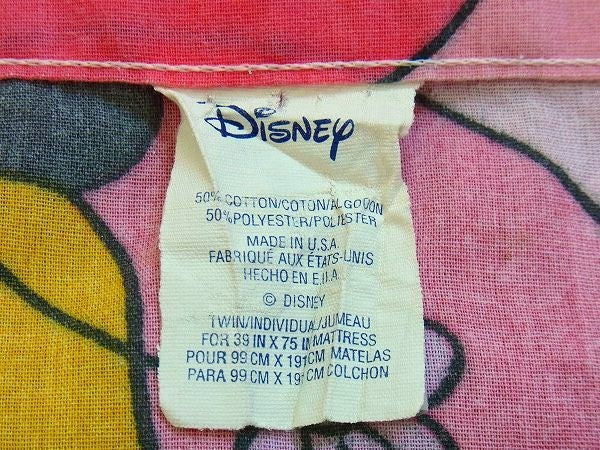 Disney
50% COTTON/COTON/ALGODON
50% POLYESTER/POLYESTER
MADE IN U.S.A.
FABRIQUÉ AUX ÉTATS-UNIS
HECHO EN E.U.A.
© DISNEY
TWIN/INDIVIDUAL/JUMEAU
FOR 39 IN X 75 IN MATTRESS
POUR 99 CM X 191 CM MATELAS
PARA 99 CM X 191 CM COLCHON